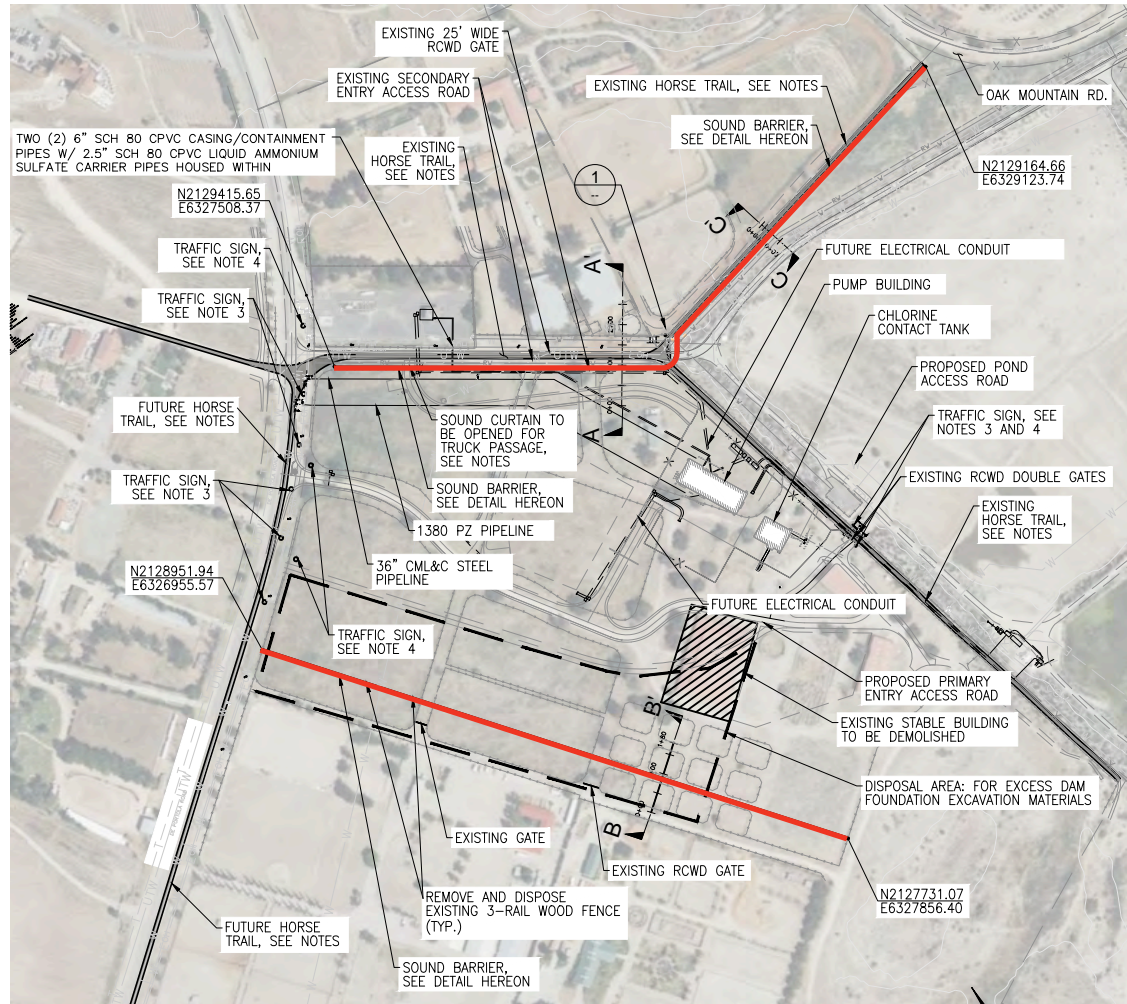 EXISTING 25' WIDE
RCWD GATE
EXISTING SECONDARY
ENTRY ACCESS ROAD
EXISTING HORSE TRAIL, SEE NOTES
OAK MOUNTAIN RD.
SOUND BARRIER,
SEE DETAIL HEREON
TWO (2) 6" SCH 80 CPVC CASING/CONTAINMENT
PIPES W/ 2.5" SCH 80 CPVC LIQUID AMMONIUM
SULFATE CARRIER PIPES HOUSED WITHIN
EXISTING
HORSE TRAIL,
SEE NOTES
N2129164.66
E6329123.74
1
--
N2129415.65
E6327508.37
C'
C
A'
A
TRAFFIC SIGN,
SEE NOTE 4
FUTURE ELECTRICAL CONDUIT
PUMP BUILDING
TRAFFIC SIGN,
SEE NOTE 3
CHLORINE
CONTACT TANK
PROPOSED POND
ACCESS ROAD
FUTURE HORSE
TRAIL, SEE NOTES
SOUND CURTAIN TO
BE OPENED FOR
TRUCK PASSAGE,
SEE NOTES
TRAFFIC SIGN, SEE
NOTES 3 AND 4
TRAFFIC SIGN,
SEE NOTE 3
SOUND BARRIER,
SEE DETAIL HEREON
EXISTING RCWD DOUBLE GATES
EXISTING
HORSE TRAIL,
SEE NOTES
1380 PZ PIPELINE
36" CML&C STEEL
PIPELINE
N2128951.94
E6326955.57
FUTURE ELECTRICAL CONDUIT
TRAFFIC SIGN,
SEE NOTE 4
PROPOSED PRIMARY
ENTRY ACCESS ROAD
B'
B
EXISTING STABLE BUILDING
TO BE DEMOLISHED
DISPOSAL AREA: FOR EXCESS DAM
FOUNDATION EXCAVATION MATERIALS
EXISTING GATE
EXISTING RCWD GATE
REMOVE AND DISPOSE
EXISTING 3-RAIL WOOD FENCE
(TYP.)
N2127731.07
E6327856.40
FUTURE HORSE
TRAIL, SEE NOTES
SOUND BARRIER,
SEE DETAIL HEREON